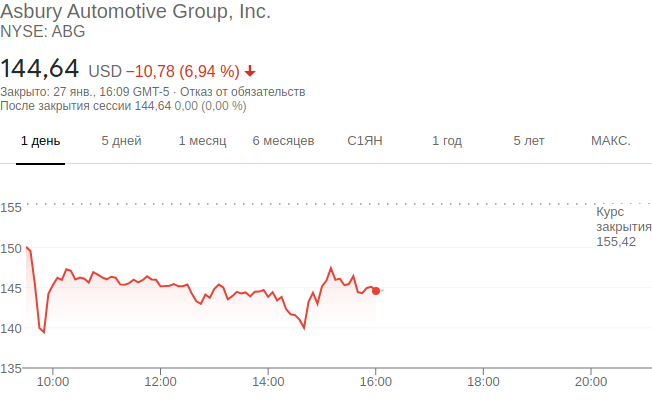 Asbury Automotive Group, Inc.
NYSE: ABG
144,64 USD −10,78 (6,94 %)
Закрыто: 27 янв., 16:09 GMT-5 · Отказ от обязательств
После закрытия сессии 144,64 0,00 (0,00 %)
1 день 5 дней 1 месяц 6 месяцев С1ЯН 1 год 5 лет МАКС.
155
Курс
закрытия
155,42
150
145
140
135
10:00 12:00 14:00 16:00 18:00 20:00